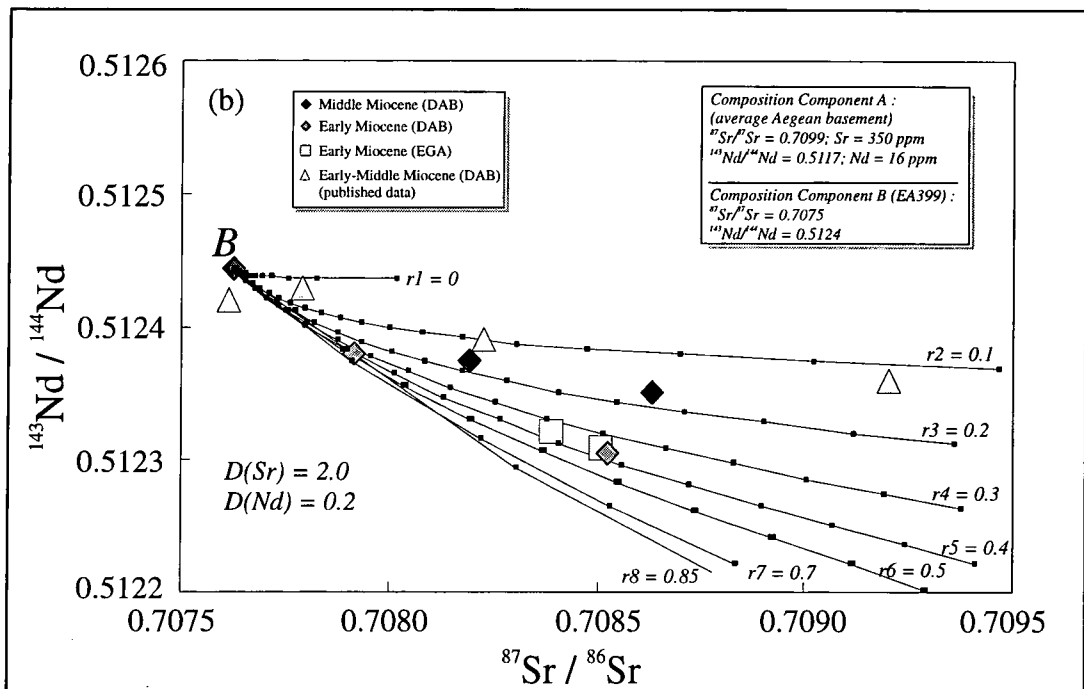 (b)
Middle Miocene (DAB)
Early Miocene (DAB)
Early Miocene (EGA)
Early-Middle Miocene (DAB)
(published data)
Composition Component A :
(average Aegean basement)
⁸⁷Sr/⁸⁷Sr = 0.7099; Sr = 350 ppm
¹⁴³Nd/¹⁴⁴Nd = 0.5117; Nd = 16 ppm
Composition Component B (EA399) :
⁸⁷Sr/⁸⁷Sr = 0.7075
¹⁴³Nd/¹⁴⁴Nd = 0.5124
0.5126
0.5125
0.5124
0.5123
0.5122
¹⁴³Nd / ¹⁴⁴Nd
B
r1 = 0
r2 = 0.1
r3 = 0.2
r4 = 0.3
r5 = 0.4
r6 = 0.5
r7 = 0.7
r8 = 0.85
D(Sr) = 2.0
D(Nd) = 0.2
0.7075
0.7080
0.7085
0.7090
0.7095
⁸⁷Sr / ⁸⁶Sr